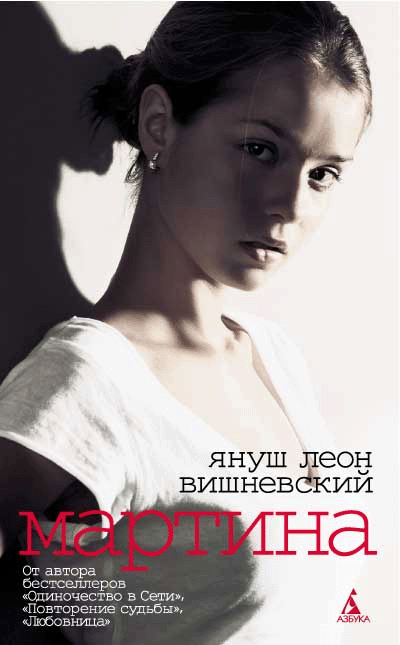 януш леон
вишневский
мартина
От автора
бестселлеров
«Одиночество в Сети»,
«Повторение судьбы»,
«Любовница»
АЗБУКА